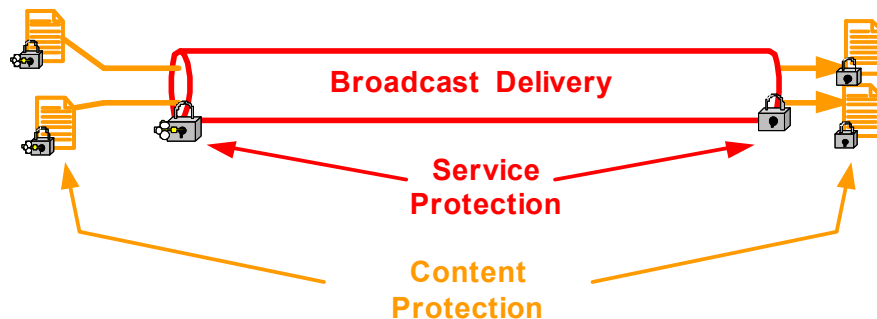 Broadcast Delivery
Service
Protection
Content
Protection